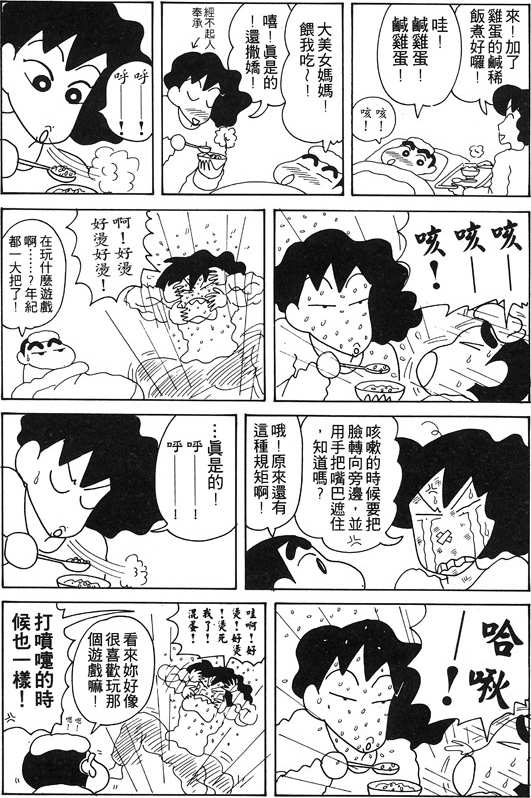 來！加了
雞蛋的鹹稀
飯煮好囉！
哇！
鹹雞蛋！
鹹雞蛋！
咳！
咳！
大美女媽媽！
餵我吃～！
嘻！真是的
！還撒嬌！
經不起人
奉承
呼——！
呼——！
咳！
咳！
咳！
啊！好燙
好燙好燙！
在玩什麼遊戲
啊……？年紀
都一大把了！
咳嗽的時候要把
臉轉向旁邊，並
用手把嘴巴遮住
，知道嗎？
哦！原來還有
這種規矩啊！
…真是的！
呼——！
呼——！
哈
啾
——！
哇啊！好
燙！好燙
！燙死
我了！
混蛋！
看來妳好像
很喜歡玩那
個遊戲嘛！
嗯！
嗯！
打噴嚏的時
候也一樣！